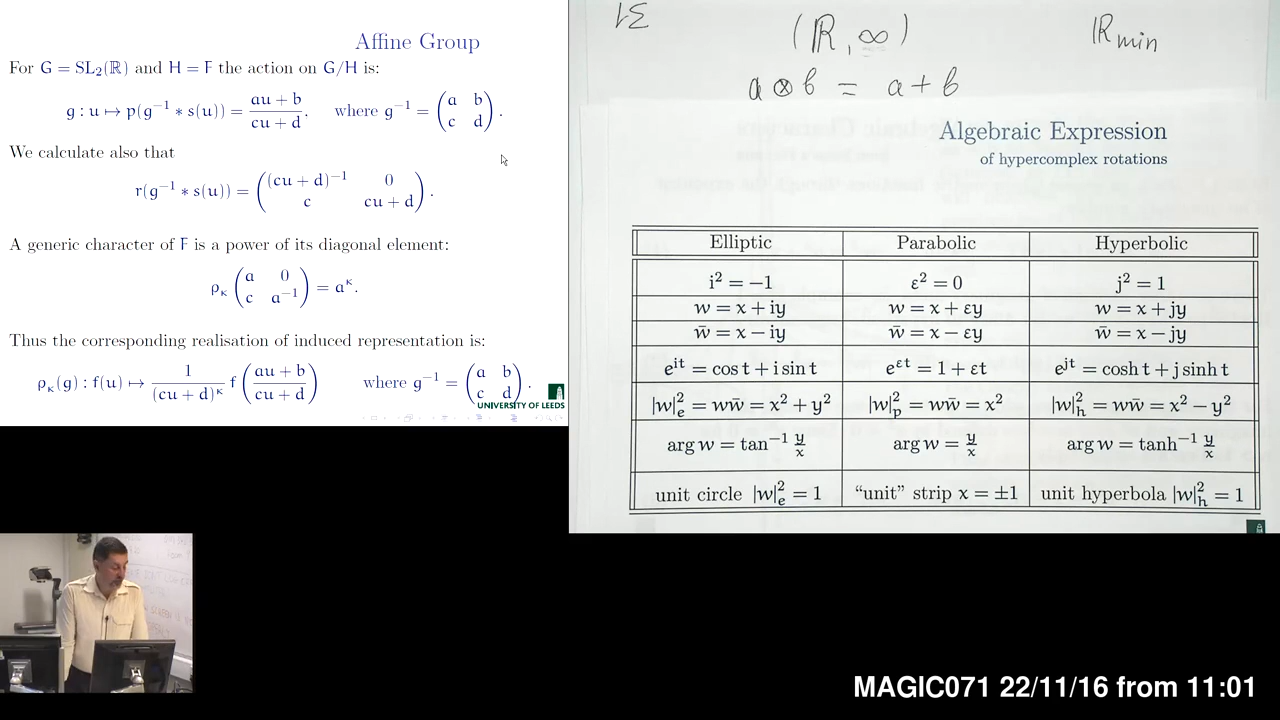 Affine Group
For G = SL₂(ℝ) and H = F the action on G/H is:
g : u ↦ p(g⁻¹ * s(u)) = (au + b)/(cu + d), where g⁻¹ = (a b; c d).
We calculate also that
r(g⁻¹ * s(u)) = ((cu + d)⁻¹ 0; c cu + d).
A generic character of F is a power of its diagonal element:
ρ_κ (a 0; c a⁻¹) = a^κ.
Thus the corresponding realisation of induced representation is:
ρ_κ(g) : f(u) ↦ 1/(cu + d)^κ f((au + b)/(cu + d)) where g⁻¹ = (a b; c d).
UNIVERSITY OF LEEDS
(ℝ, ∞) ℝmin
a ⊗ b = a + b
Algebraic Expression
of hypercomplex rotations
Elliptic Parabolic Hyperbolic
i² = −1 ε² = 0 j² = 1
w = x + iy w = x + εy w = x + jy
w̄ = x − iy w̄ = x − εy w̄ = x − jy
e^{it} = cos t + i sin t e^{εt} = 1 + εt e^{jt} = cosh t + j sinh t
|w|²_e = ww̄ = x² + y² |w|²_p = ww̄ = x² |w|²_h = ww̄ = x² − y²
arg w = tan⁻¹ y/x arg w = y/x arg w = tanh⁻¹ y/x
unit circle |w|²_e = 1 “unit” strip x = ±1 unit hyperbola |w|²_h = 1
MAGIC071 22/11/16 from 11:01